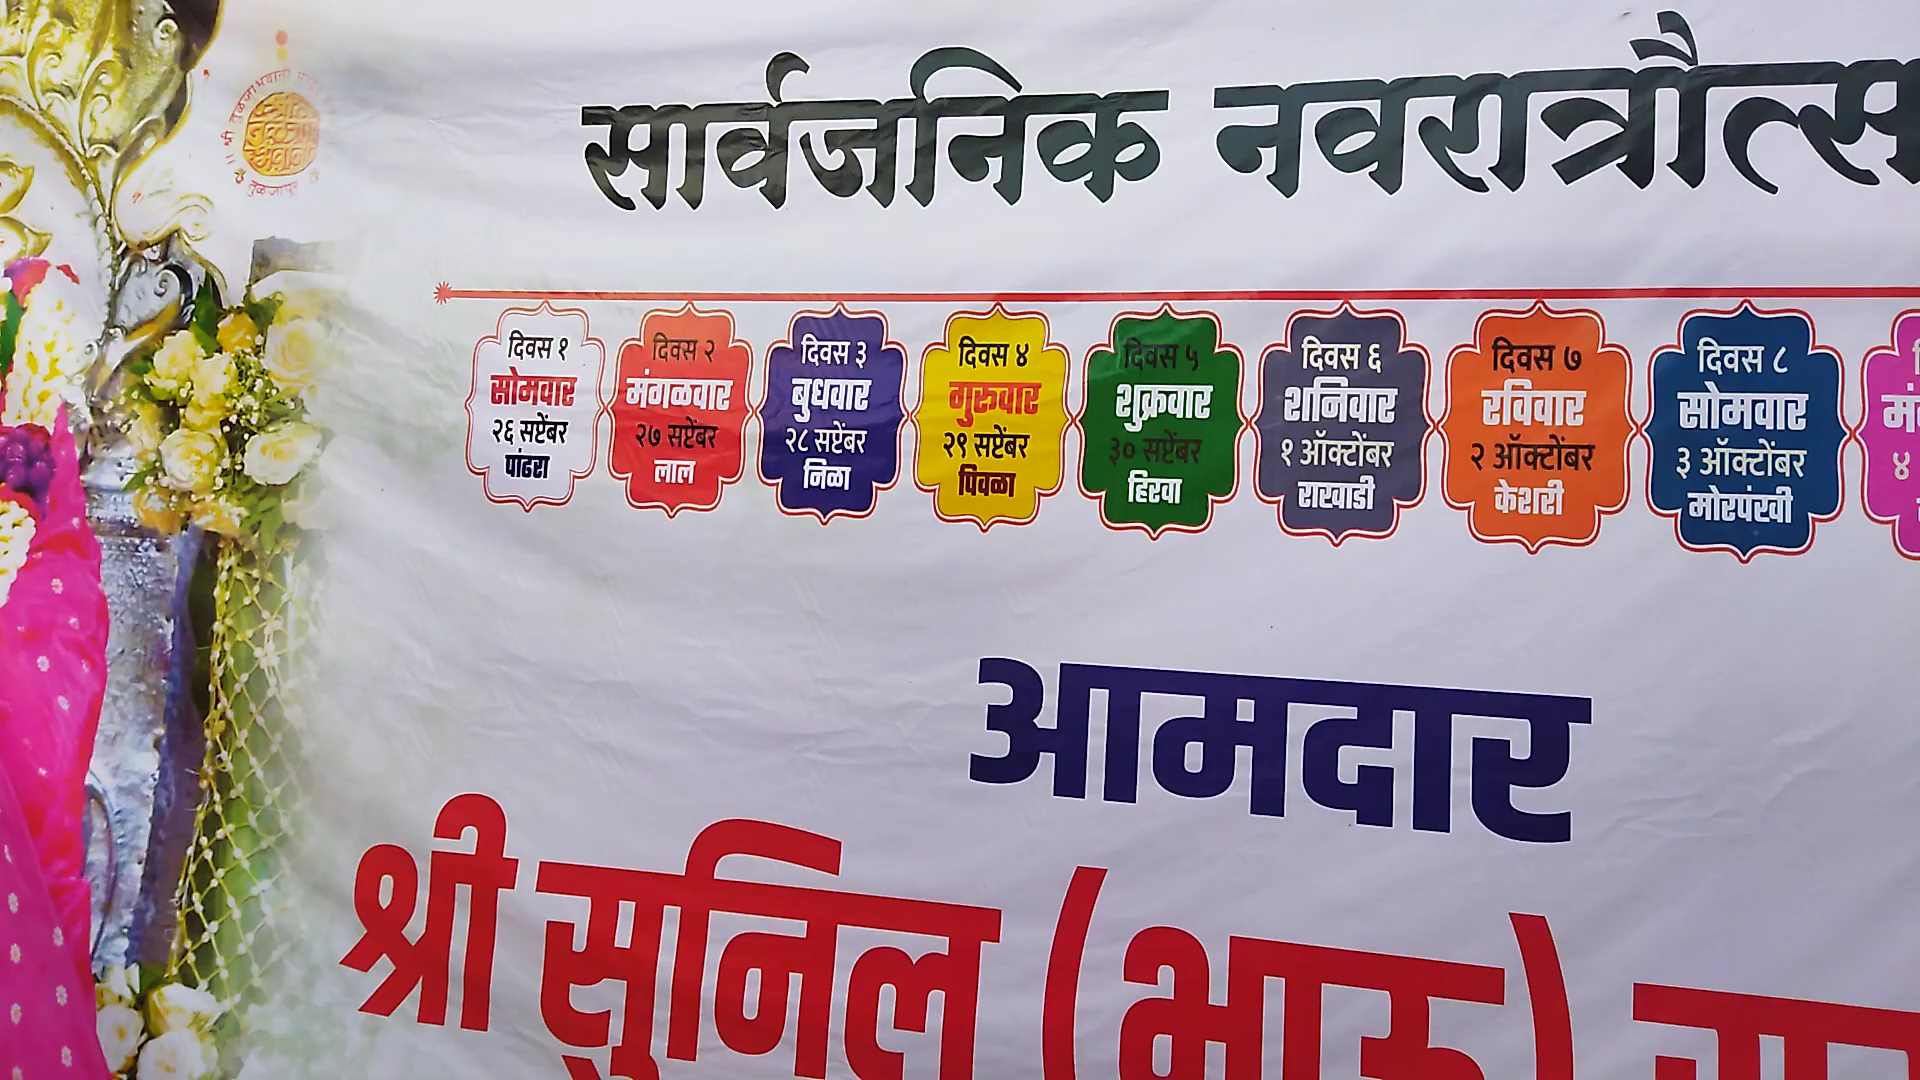 सार्वजनिक नवरात्रौत्स
दिवस १
सोमवार
२६ सप्टेंबर
पांढरा
दिवस २
मंगळवार
२७ सप्टेंबर
लाल
दिवस ३
बुधवार
२८ सप्टेंबर
निळा
दिवस ४
गुरुवार
२९ सप्टेंबर
पिवळा
दिवस ५
शुक्रवार
३० सप्टेंबर
हिरवा
दिवस ६
शनिवार
१ ऑक्टोंबर
राखाडी
दिवस ७
रविवार
२ ऑक्टोंबर
केशरी
दिवस ८
सोमवार
३ ऑक्टोंबर
मोरपंखी
४
आमदार
श्री सुनिल (भाऊ)